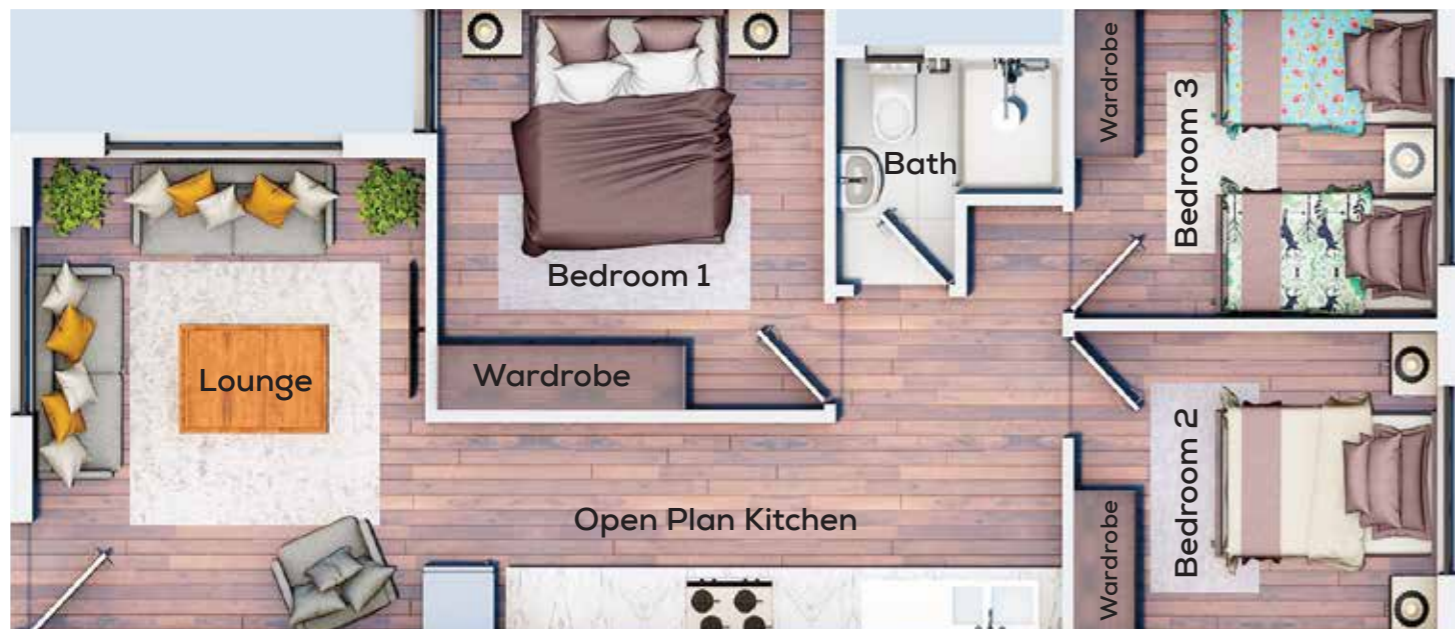 Wardrobe
Bedroom 3
Bath
Bedroom 1
Lounge
Wardrobe
Bedroom 2
Open Plan Kitchen
Wardrobe